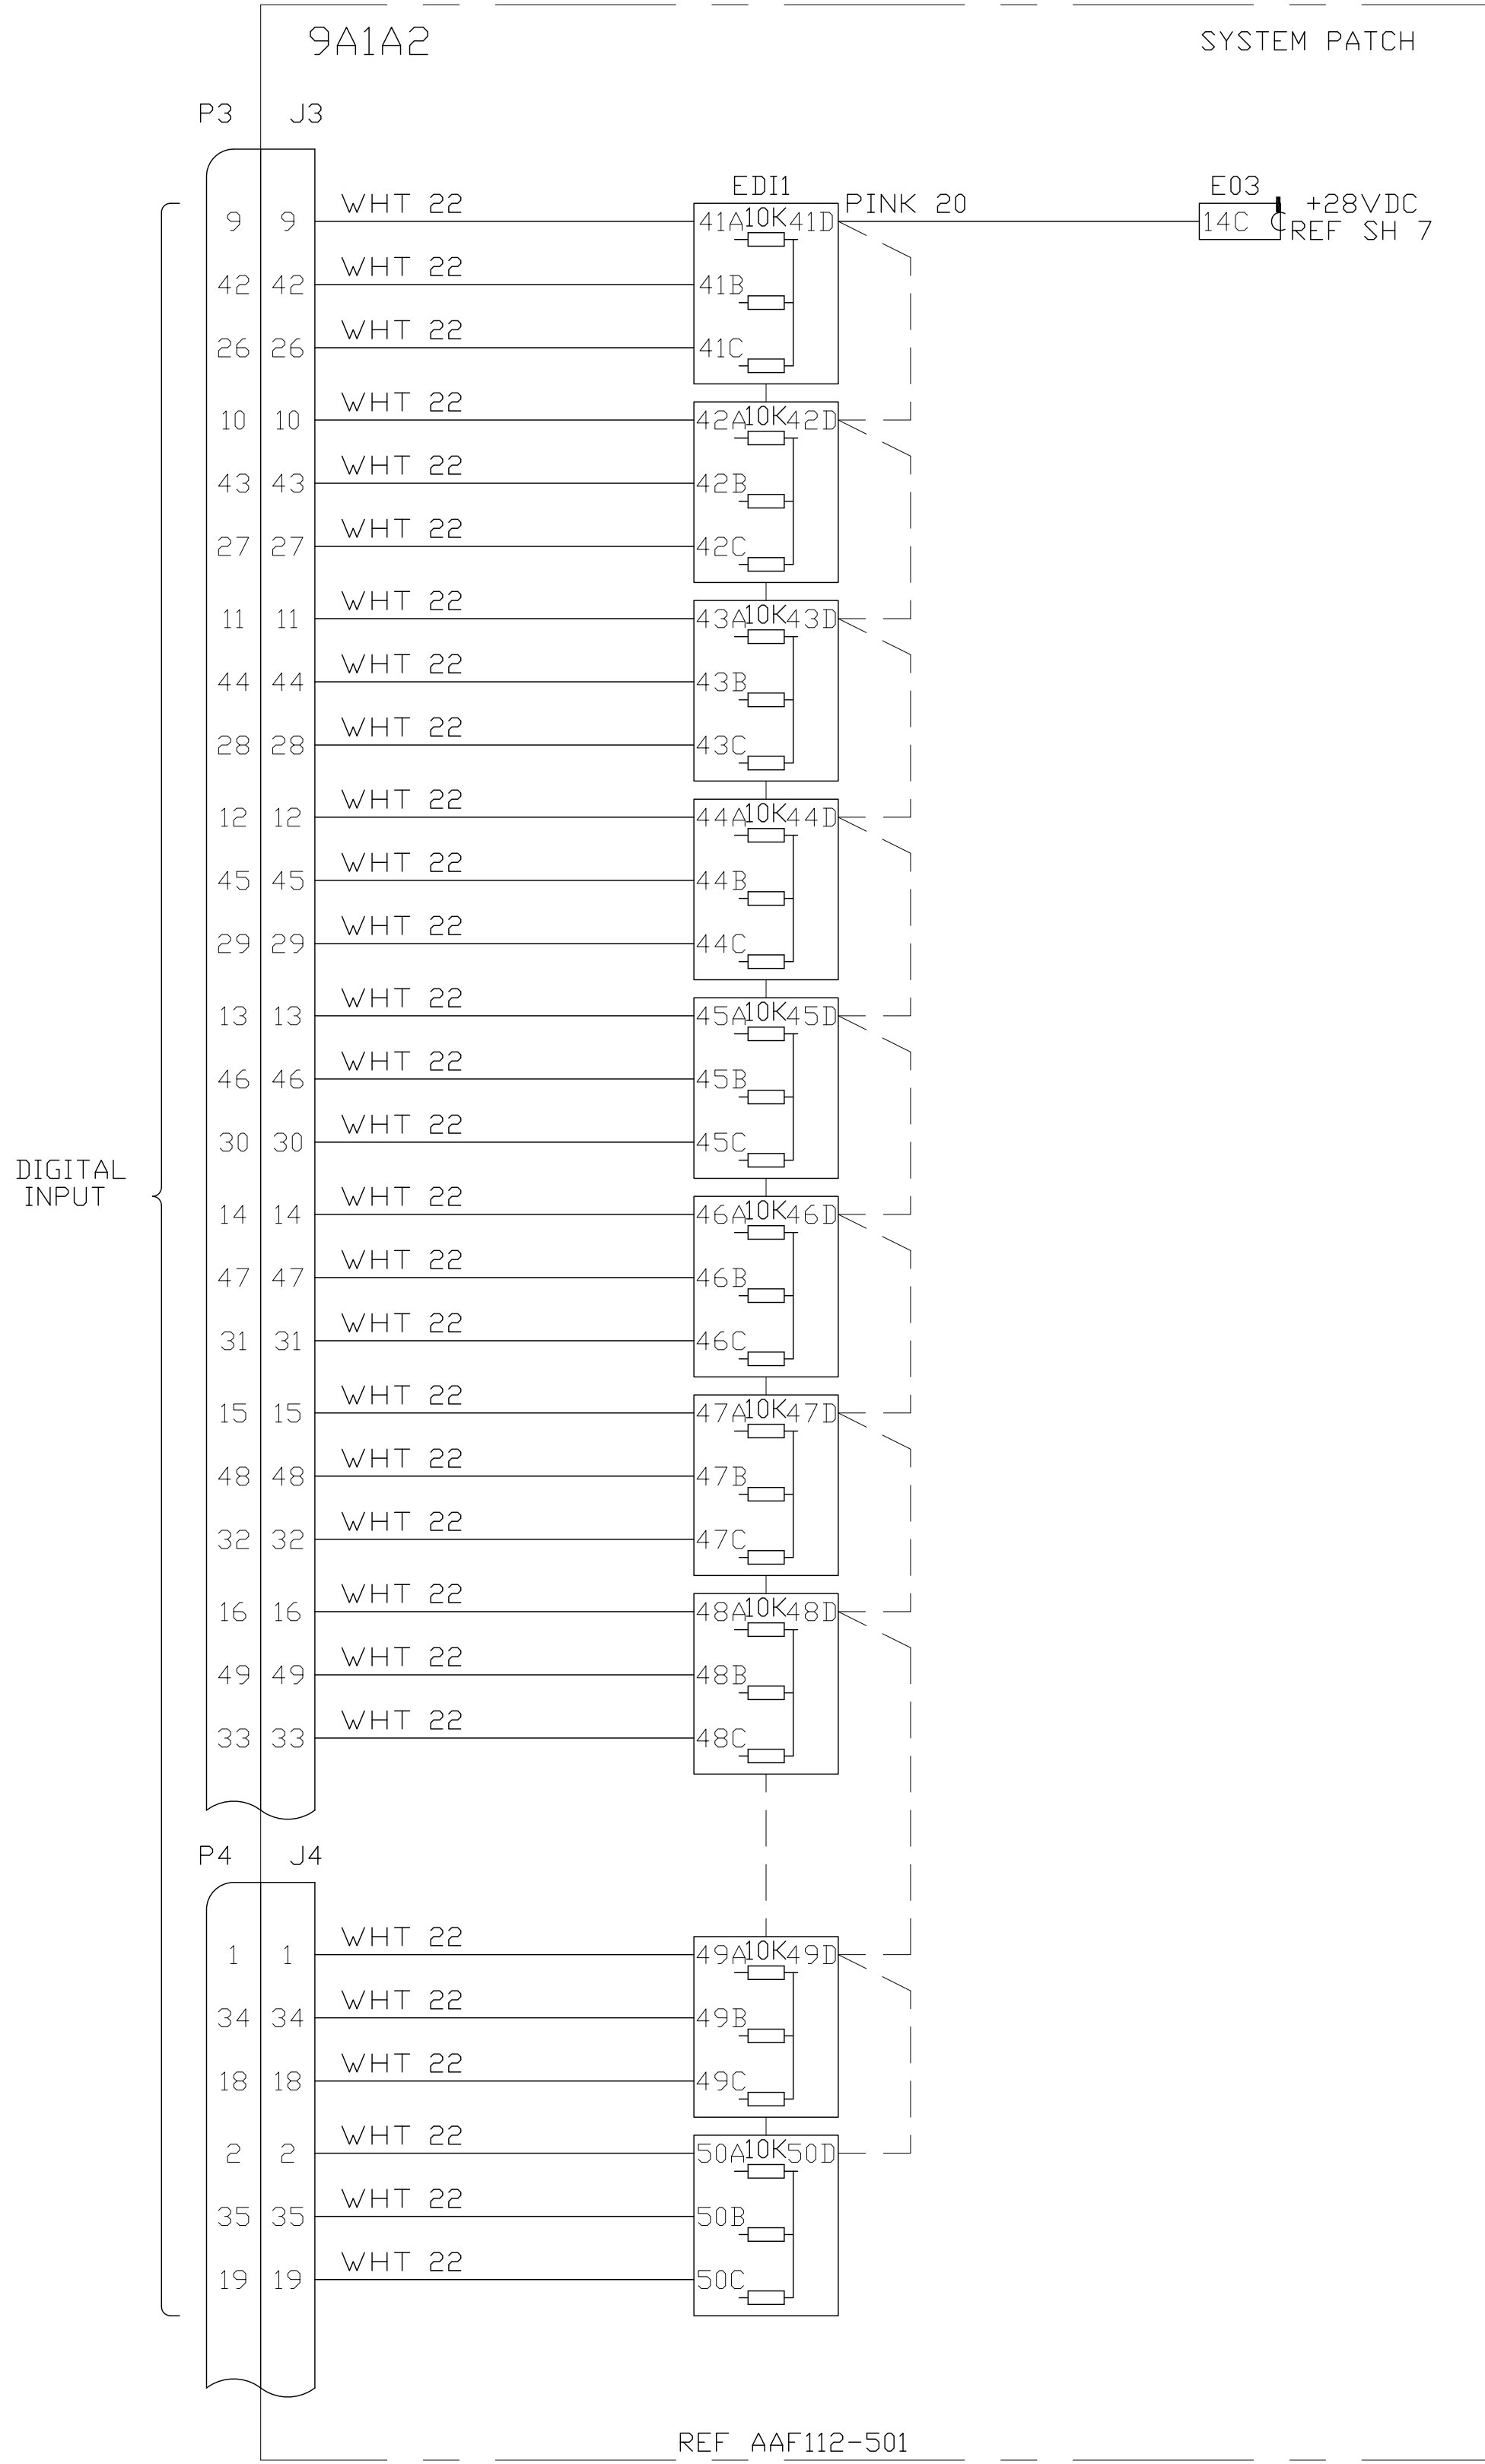 9A1A2 SYSTEM PATCH
P3 J3
EDI1 E03
WHT 22 PINK 20 +28VDC
9 9 41A 10K 41D 14C REF SH 7
WHT 22
42 42 41B
WHT 22
26 26 41C
WHT 22
10 10 42A 10K 42D
WHT 22
43 43 42B
WHT 22
27 27 42C
WHT 22
11 11 43A 10K 43D
WHT 22
44 44 43B
WHT 22
28 28 43C
WHT 22
12 12 44A 10K 44D
WHT 22
45 45 44B
WHT 22
29 29 44C
WHT 22
13 13 45A 10K 45D
WHT 22
46 46 45B
WHT 22
30 30 45C
DIGITAL
INPUT
WHT 22
14 14 46A 10K 46D
WHT 22
47 47 46B
WHT 22
31 31 46C
WHT 22
15 15 47A 10K 47D
WHT 22
48 48 47B
WHT 22
32 32 47C
WHT 22
16 16 48A 10K 48D
WHT 22
49 49 48B
WHT 22
33 33 48C
P4 J4
WHT 22
1 1 49A 10K 49D
WHT 22
34 34 49B
WHT 22
18 18 49C
WHT 22
2 2 50A 10K 50D
WHT 22
35 35 50B
WHT 22
19 19 50C
REF AAF112-501